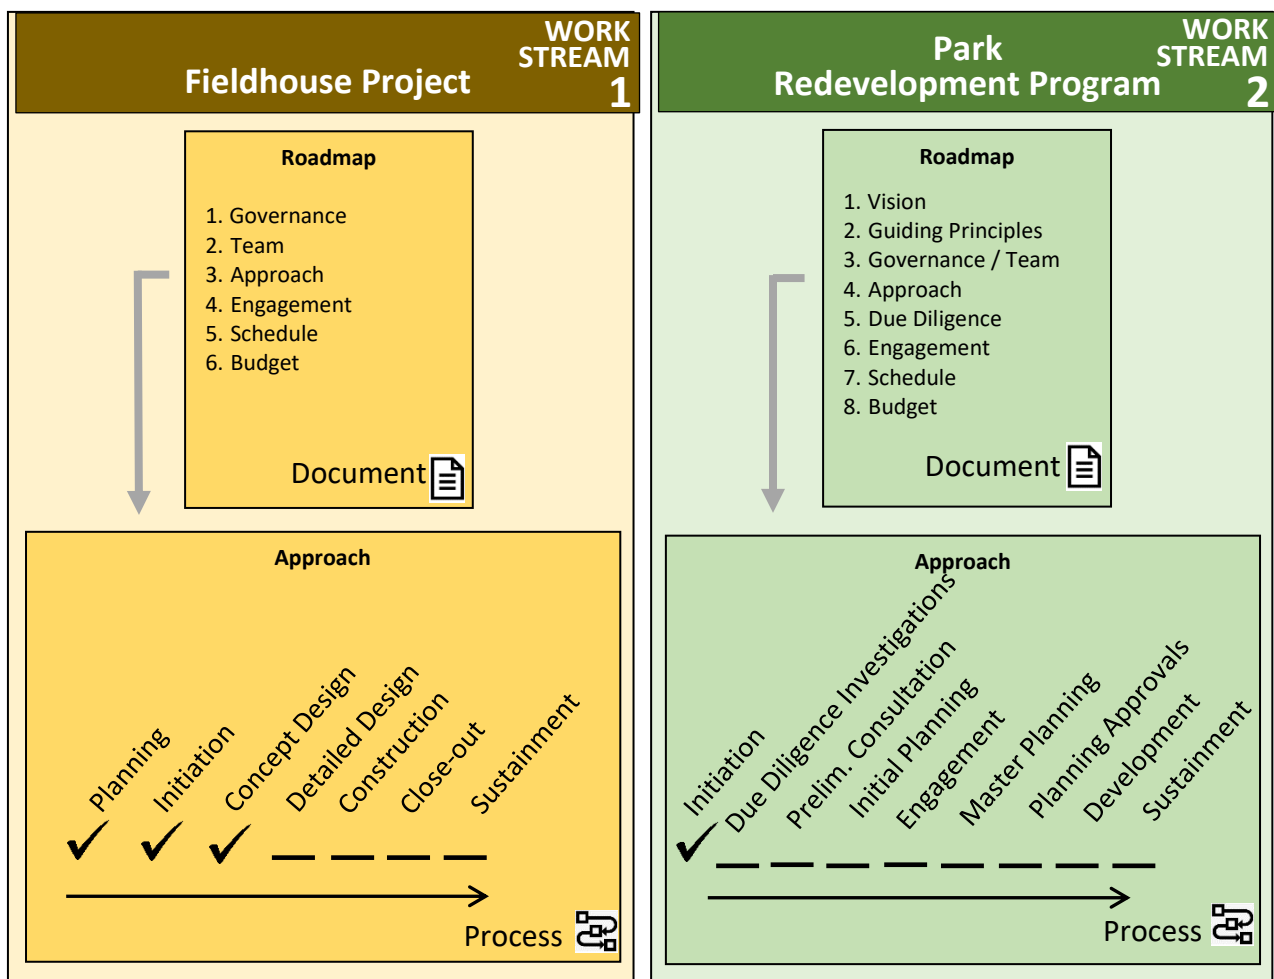 WORK
STREAM
1
Fieldhouse Project
Roadmap
1. Governance
2. Team
3. Approach
4. Engagement
5. Schedule
6. Budget
Document
Approach
Planning
Initiation
Concept Design
Detailed Design
Construction
Close-out
Sustainment
Process
WORK
STREAM
2
Park
Redevelopment Program
Roadmap
1. Vision
2. Guiding Principles
3. Governance / Team
4. Approach
5. Due Diligence
6. Engagement
7. Schedule
8. Budget
Document
Approach
Initiation
Due Diligence Investigations
Prelim. Consultation
Initial Planning
Engagement
Master Planning
Planning Approvals
Development
Sustainment
Process